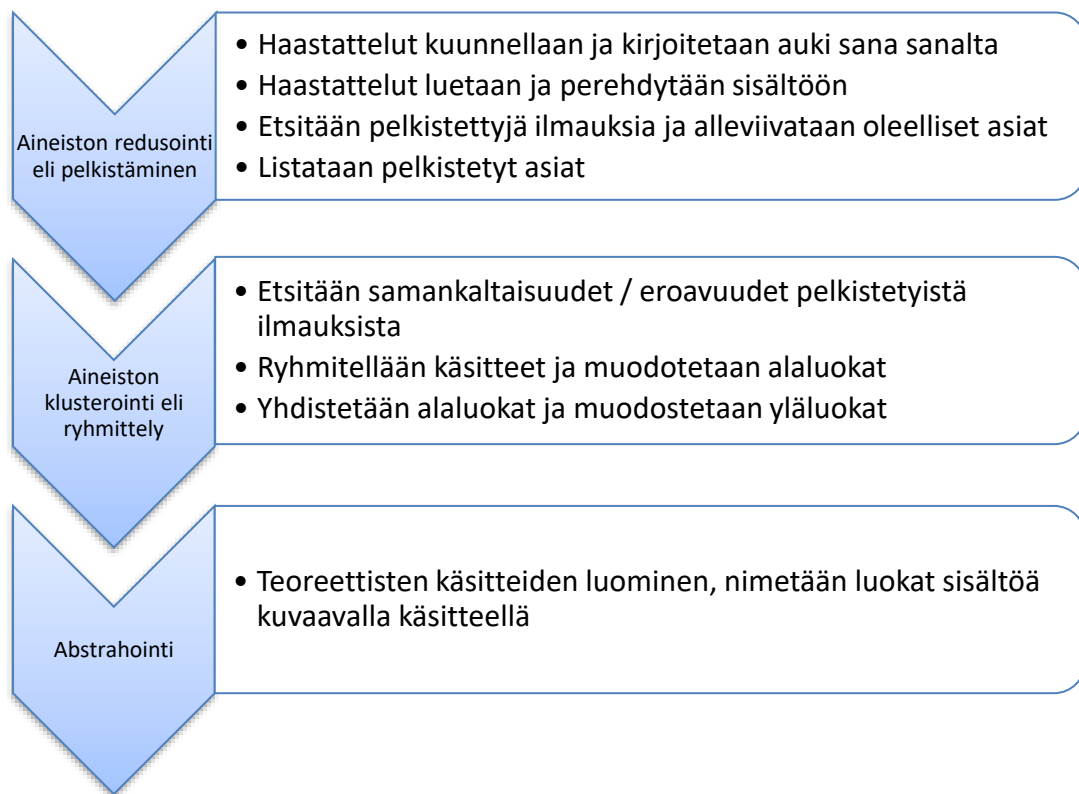 Aineiston redusointi
eli pelkistäminen
• Haastattelut kuunnellaan ja kirjoitetaan auki sana sanalta
• Haastattelut luetaan ja perehdytään sisältöön
• Etsitään pelkistettyjä ilmauksia ja alleviivataan oleelliset asiat
• Listataan pelkistetyt asiat
Aineiston
klusterointi eli
ryhmittely
• Etsitään samankaltaisuudet / eroavuudet pelkistetyistä
ilmauksista
• Ryhmitellään käsitteet ja muodotetaan alaluokat
• Yhdistetään alaluokat ja muodostetaan yläluokat
Abstrahointi
• Teoreettisten käsitteiden luominen, nimetään luokat sisältöä
kuvaavalla käsitteellä